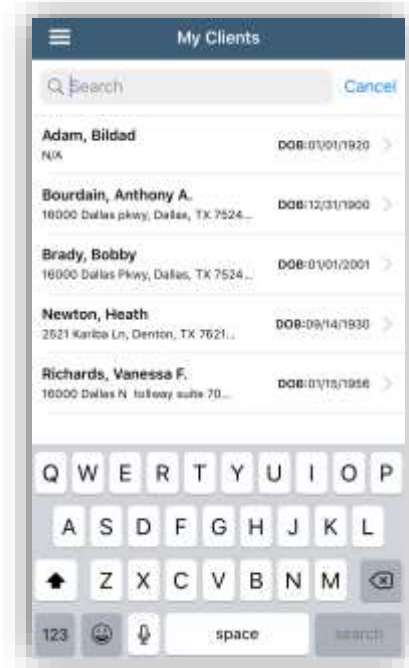 My Clients
Search
Cancel
Adam, Bildad
N/A
DOB:01/01/1920
Bourdain, Anthony A.
16000 Dallas pkwy, Dallas, TX 7524...
DOB:12/31/1900
Brady, Bobby
16000 Dallas Pkwy, Dallas, TX 7524...
DOB:01/01/2001
Newton, Heath
2621 Kariba Ln, Denton, TX 7621...
DOB:09/14/1930
Richards, Vanessa F.
16000 Dallas N tollway suite 70...
DOB:01/15/1956
Q W E R T Y U I O P
A S D F G H J K L
Z X C V B N M
123 space search